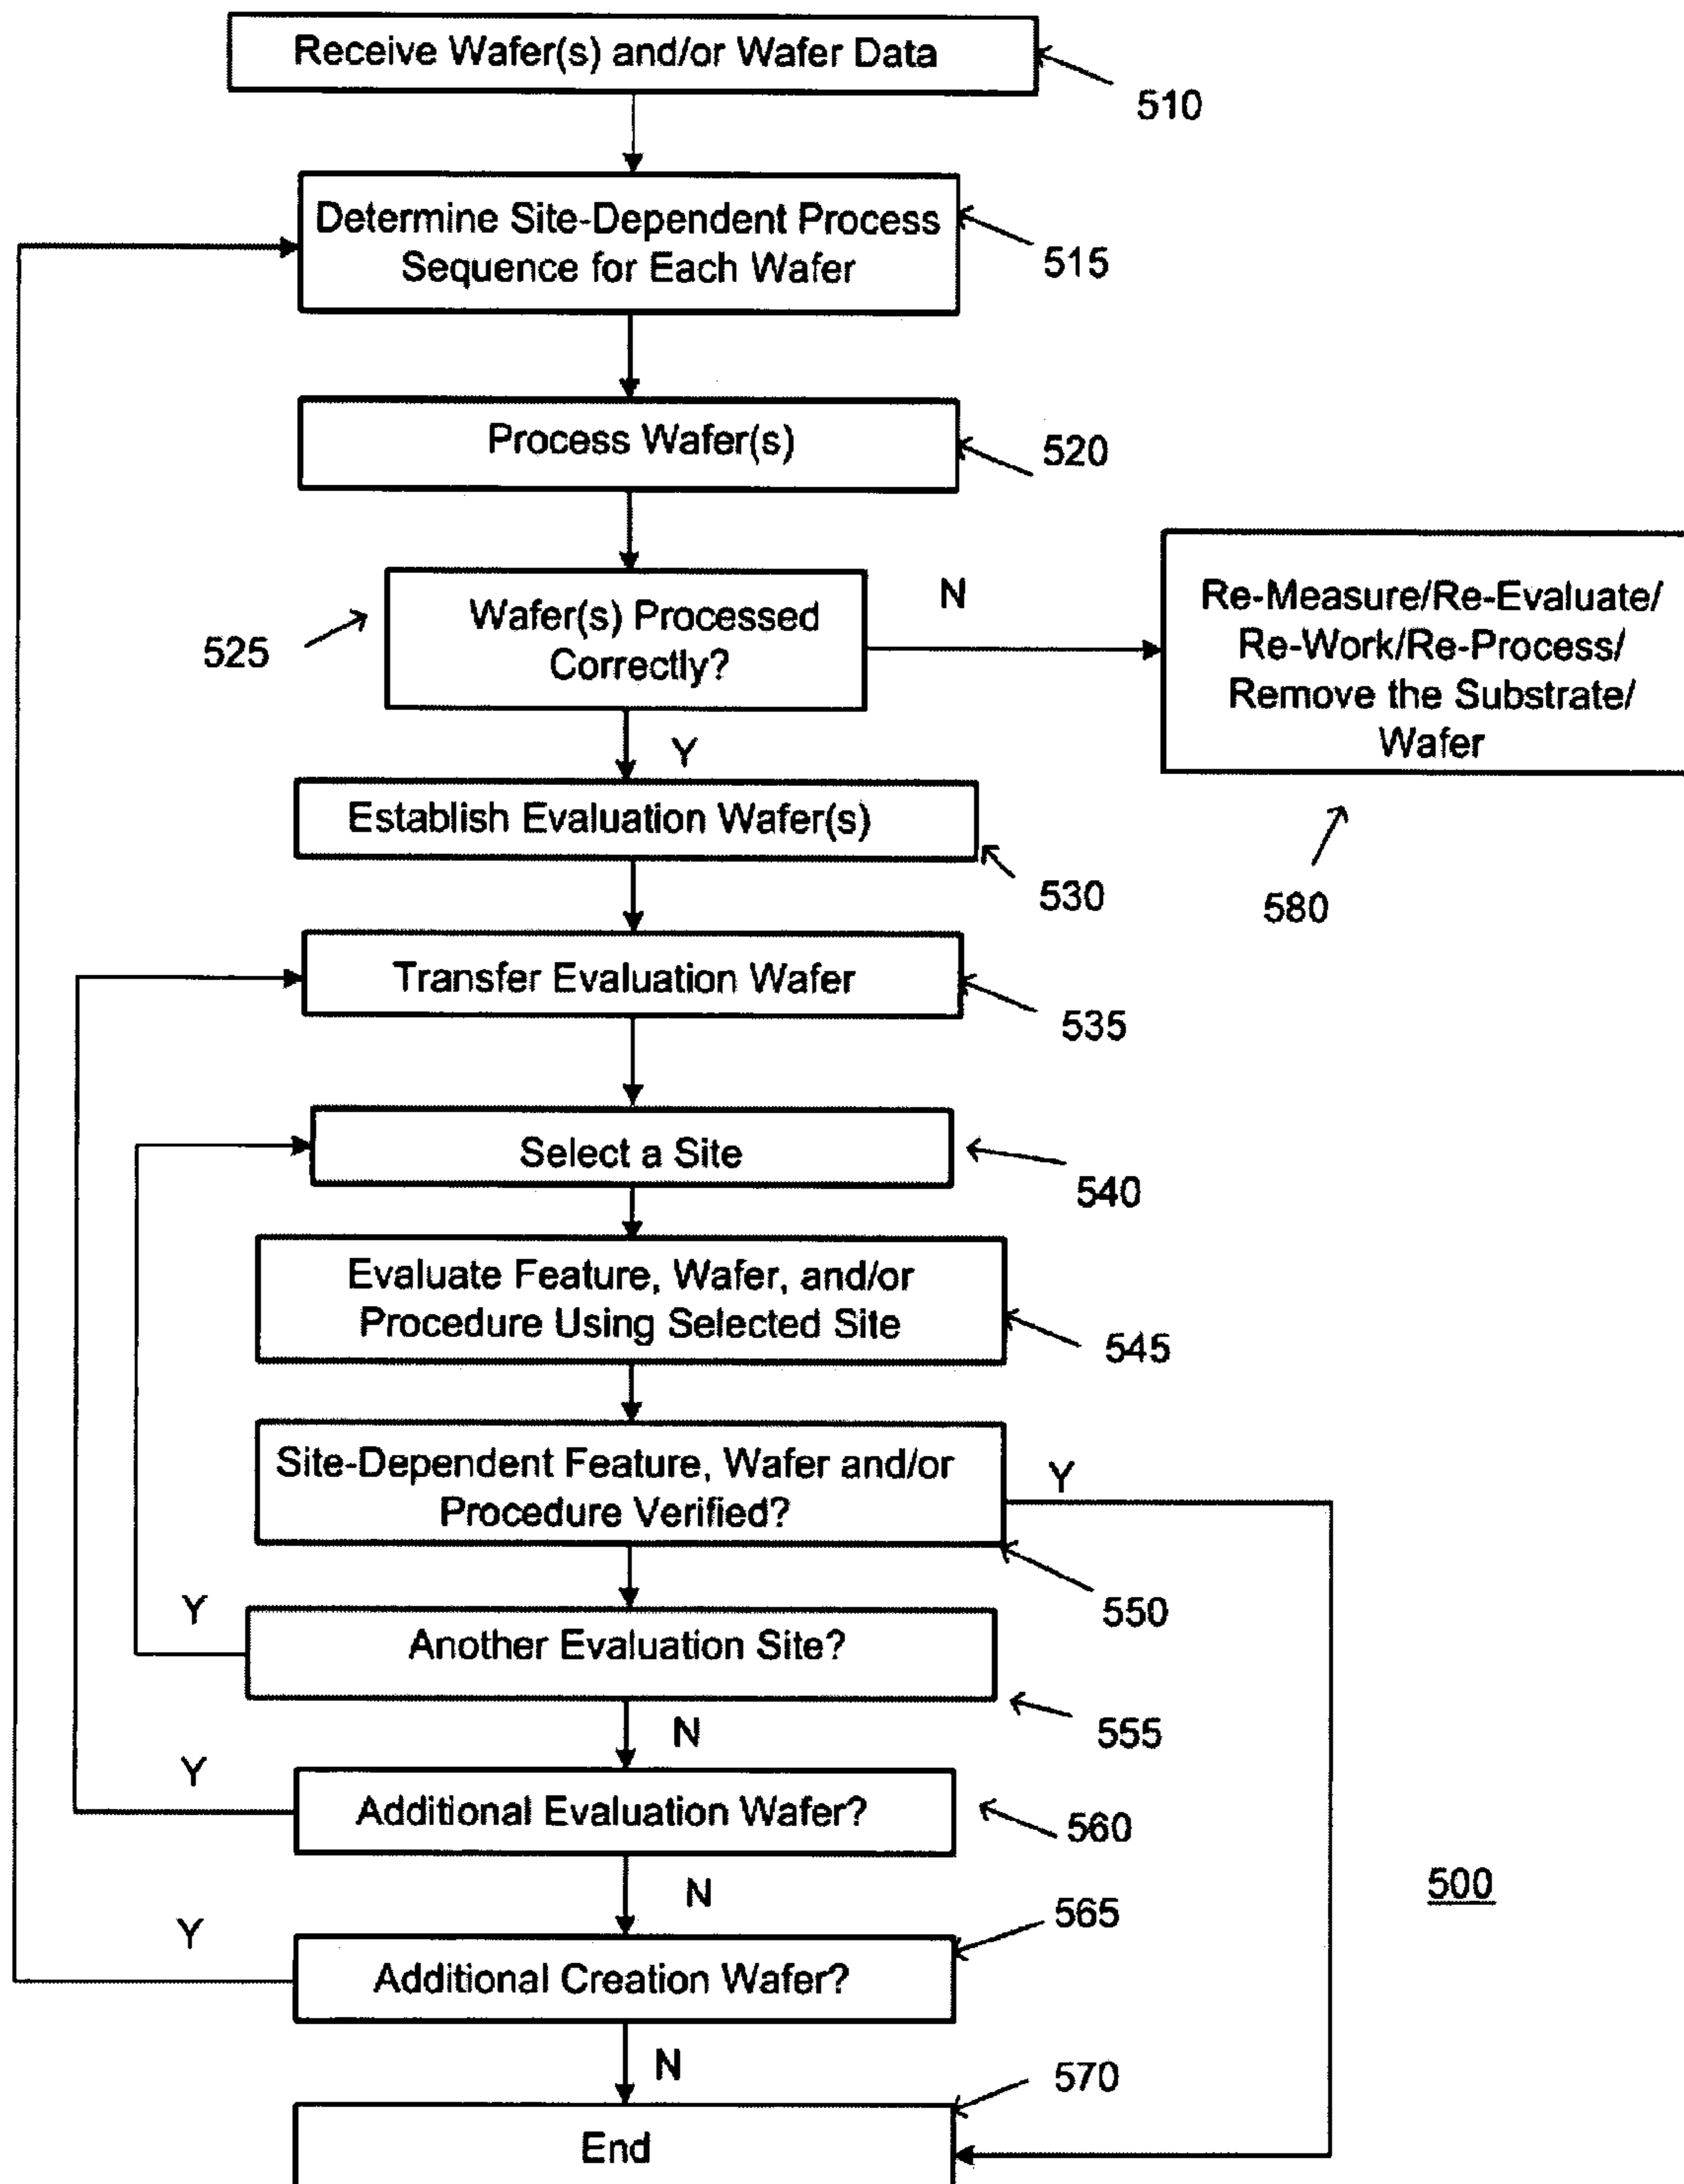 Receive Wafer(s) and/or Wafer Data
510
Determine Site-Dependent Process
Sequence for Each Wafer
515
Process Wafer(s)
520
Wafer(s) Processed
Correctly?
525
N
Re-Measure/Re-Evaluate/
Re-Work/Re-Process/
Remove the Substrate/
Wafer
580
Y
Establish Evaluation Wafer(s)
530
Transfer Evaluation Wafer
535
Select a Site
540
Evaluate Feature, Wafer, and/or
Procedure Using Selected Site
545
Site-Dependent Feature, Wafer and/or
Procedure Verified?
Y
550
Y
Another Evaluation Site?
555
N
Y
Additional Evaluation Wafer?
560
N
500
Y
Additional Creation Wafer?
565
N
570
End